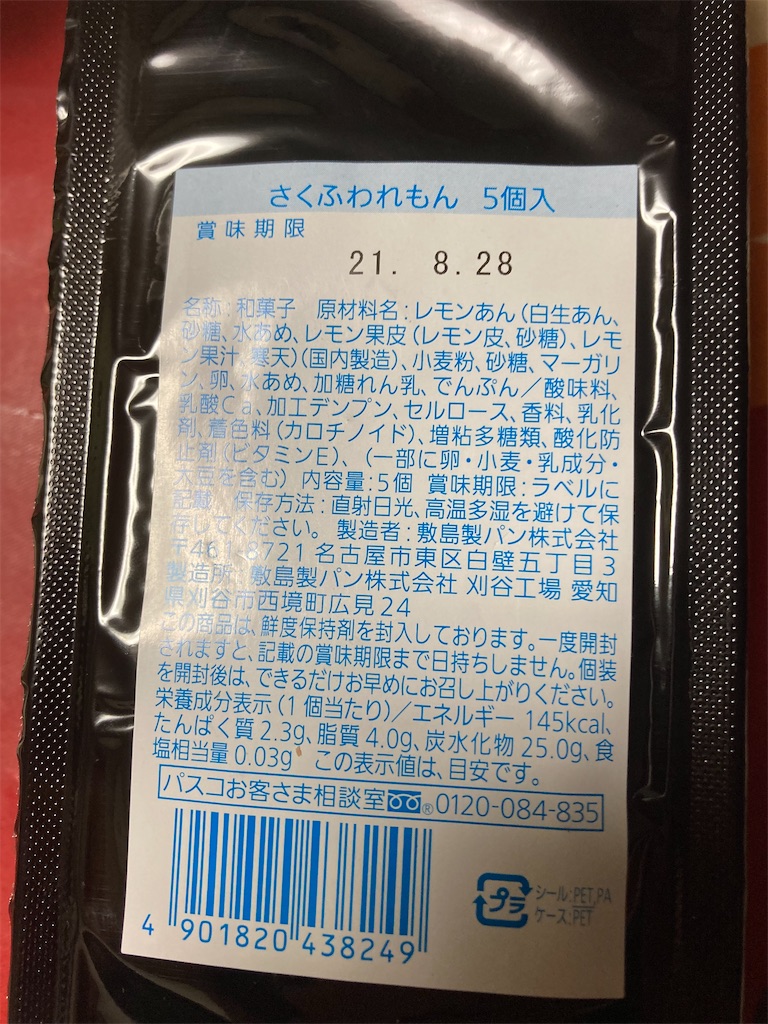 さくふわれもん 5個入
賞味期限
21. 8.28
名称:和菓子 原材料名:レモンあん(白生あん、
砂糖、水あめ、レモン果皮(レモン皮、砂糖)、レモ
ン果汁、寒天)(国内製造)、小麦粉、砂糖、マーガリ
ン、卵、水あめ、加糖れん乳、でんぷん/酸味料、
乳酸Ca、加工デンプン、セルロース、香料、乳化
剤、着色料(カロチノイド)、増粘多糖類、酸化防
止剤(ビタミンE)、(一部に卵・小麦・乳成分・
大豆を含む) 内容量:5個 賞味期限:ラベルに
記載 保存方法:直射日光、高温多湿を避けて保
存してください。 製造者:敷島製パン株式会社
〒461-8721 名古屋市東区白壁五丁目3
製造所 敷島製パン株式会社 刈谷工場 愛知
県刈谷市西境町広見24
この商品は、鮮度保持剤を封入しております。一度開封
されますと、記載の賞味期限まで日持ちしません。個装
を開封後は、できるだけお早めにお召し上がりください。
栄養成分表示(1個当たり)/エネルギー 145kcal、
たんぱく質 2.3g、脂質 4.0g、炭水化物 25.0g、食
塩相当量 0.03g この表示値は、目安です。
パスコお客さま相談室 ® 0120-084-835
4 901820 438249
プラ
シール:PET,PA
ケース:PET